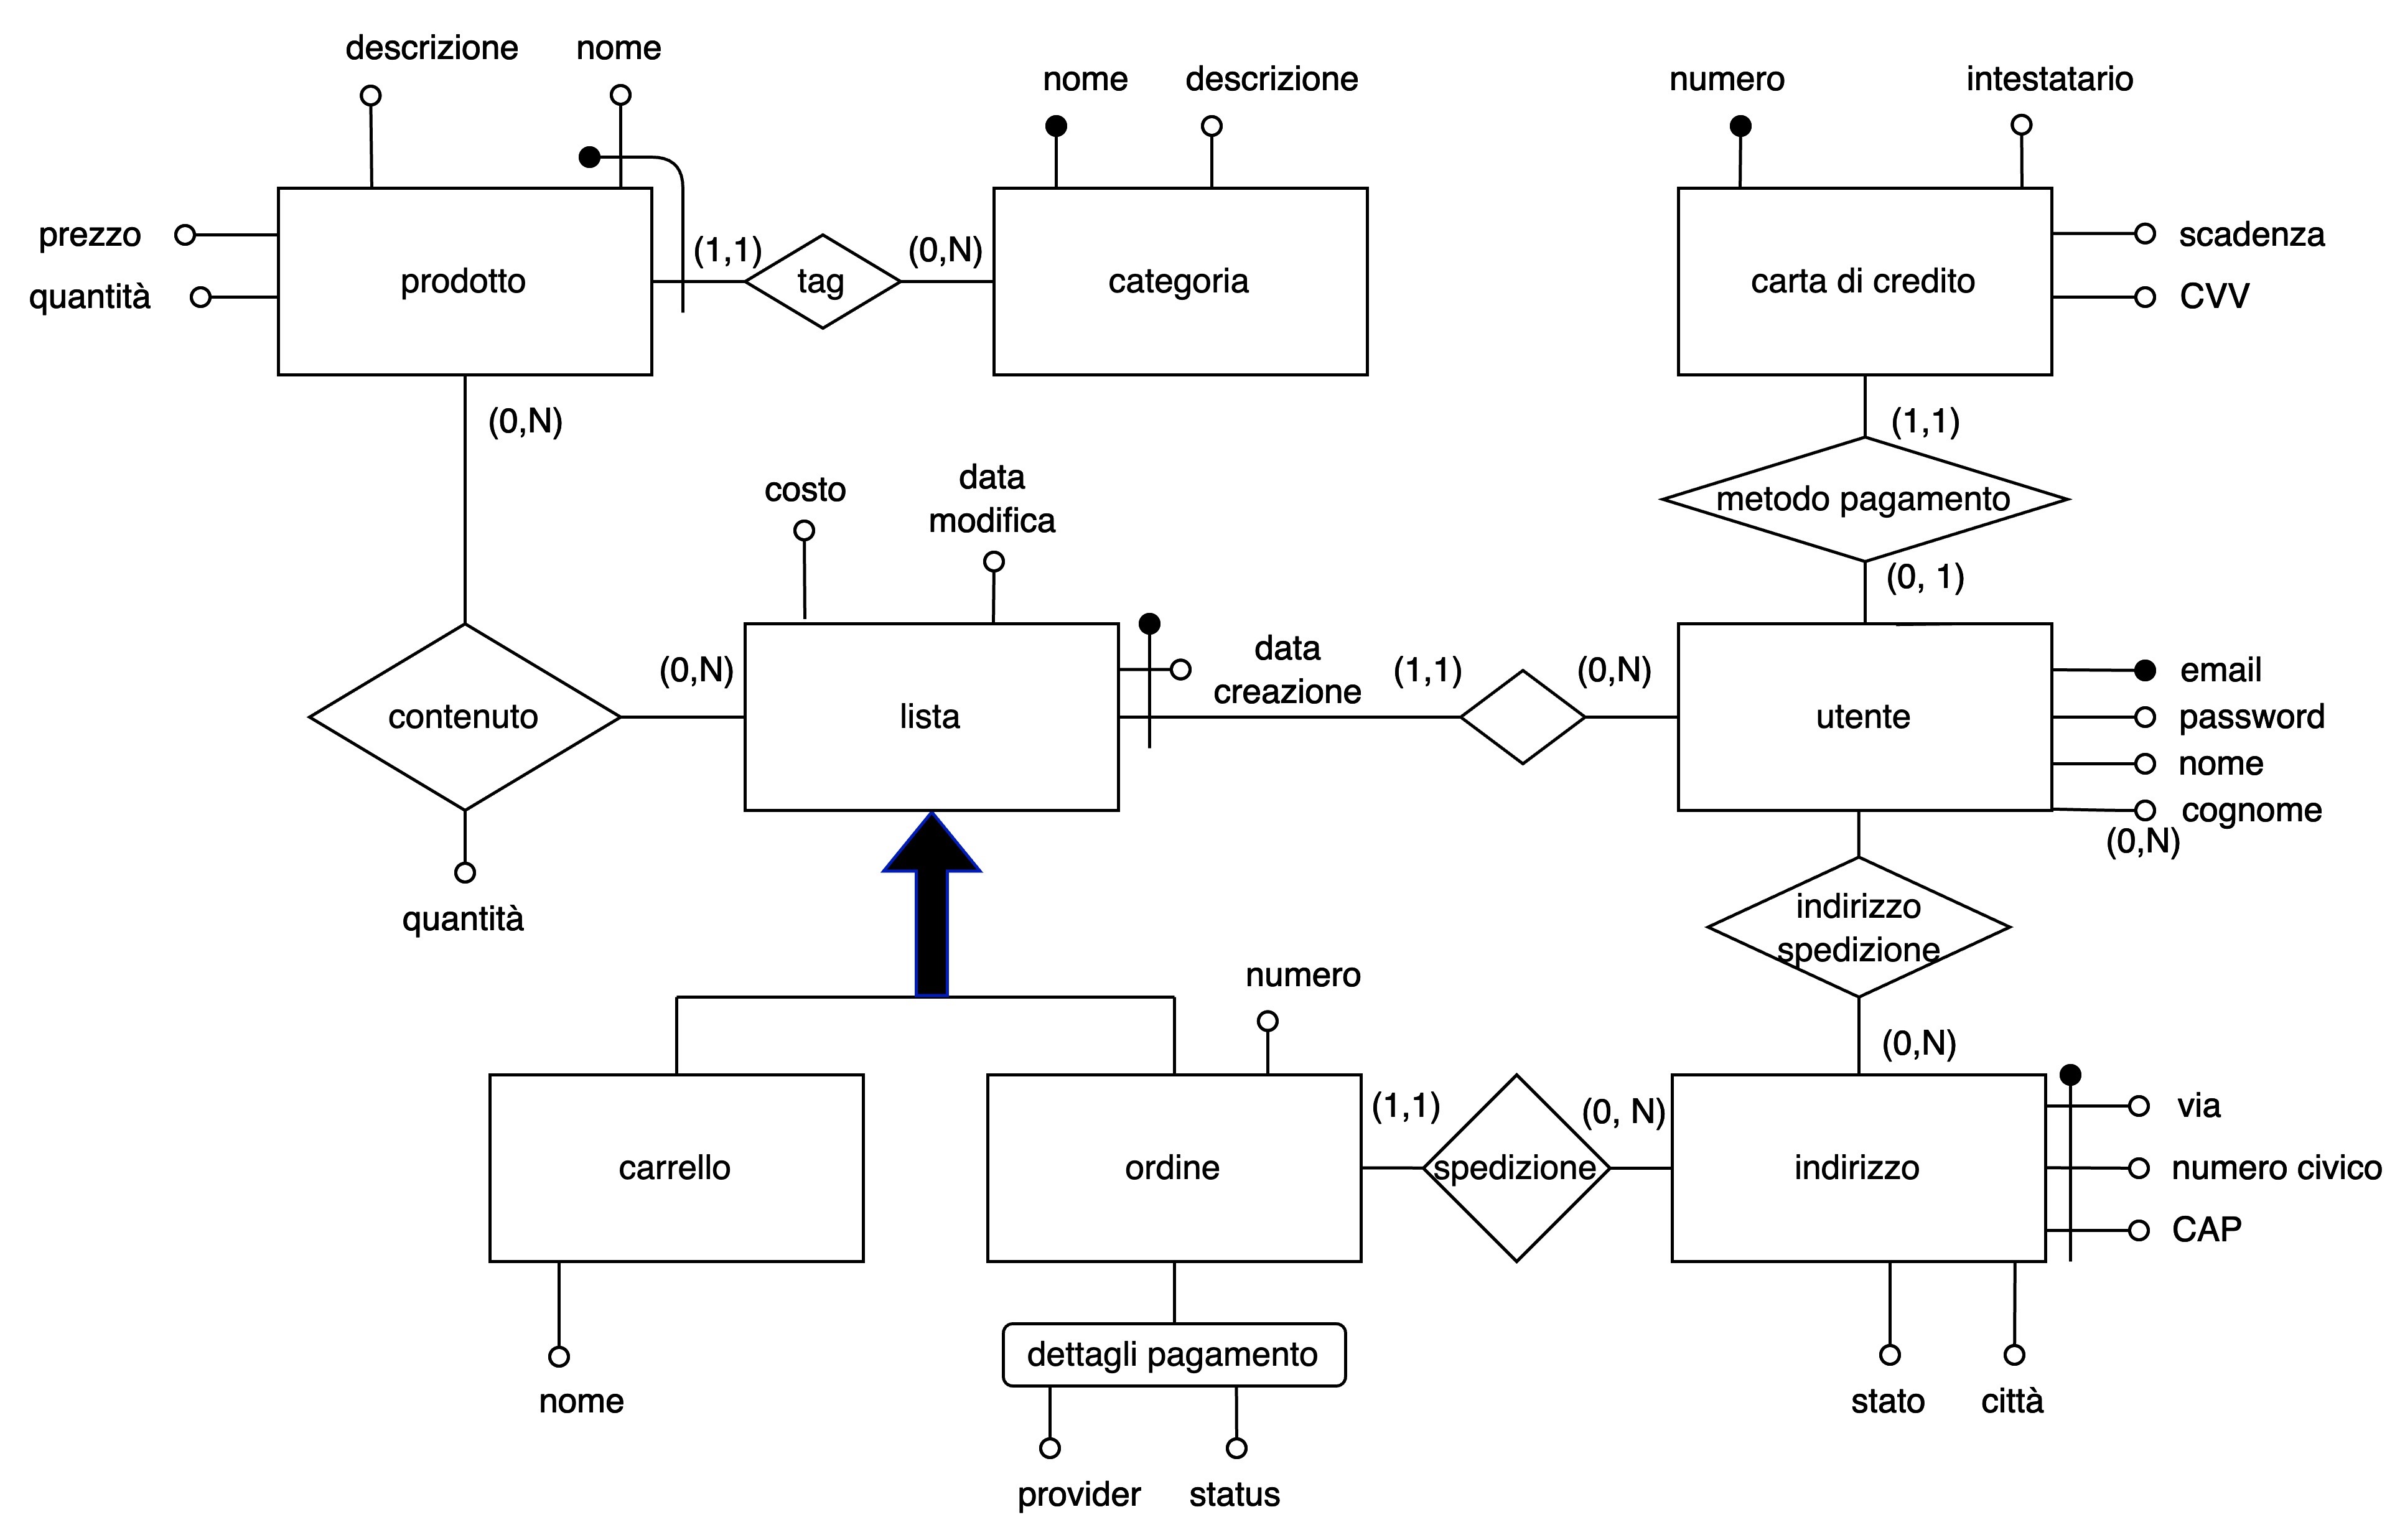 descrizione
nome
nome
descrizione
numero
intestatario
prezzo
quantità
prodotto
(1,1)
tag
(0,N)
categoria
carta di credito
scadenza
CVV
(0,N)
(1,1)
metodo pagamento
(0, 1)
costo
data
modifica
contenuto
(0,N)
lista
data
creazione
(1,1)
(0,N)
utente
email
password
nome
cognome
(0,N)
quantità
indirizzo
spedizione
(0,N)
numero
carrello
ordine
(1,1)
spedizione
(0, N)
indirizzo
via
numero civico
CAP
nome
dettagli pagamento
stato
città
provider
status